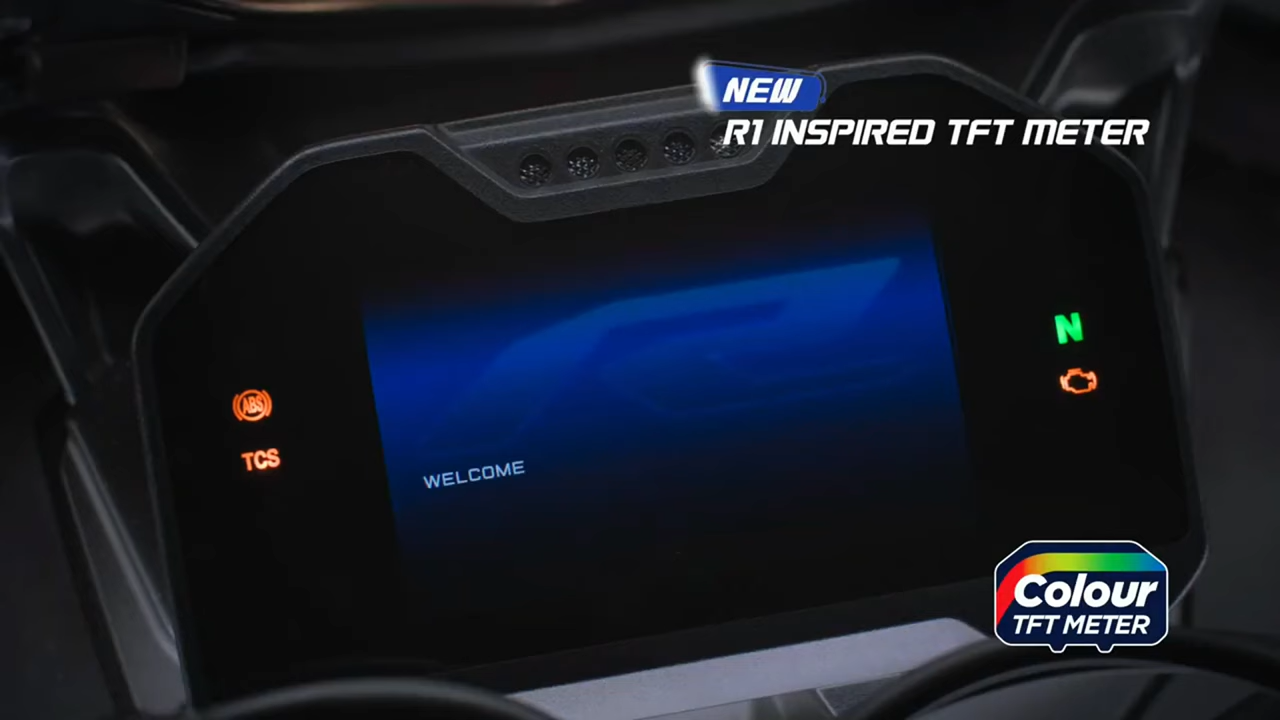 NEW
R1 INSPIRED TFT METER
N
ABS
TCS
WELCOME
Colour
TFT METER